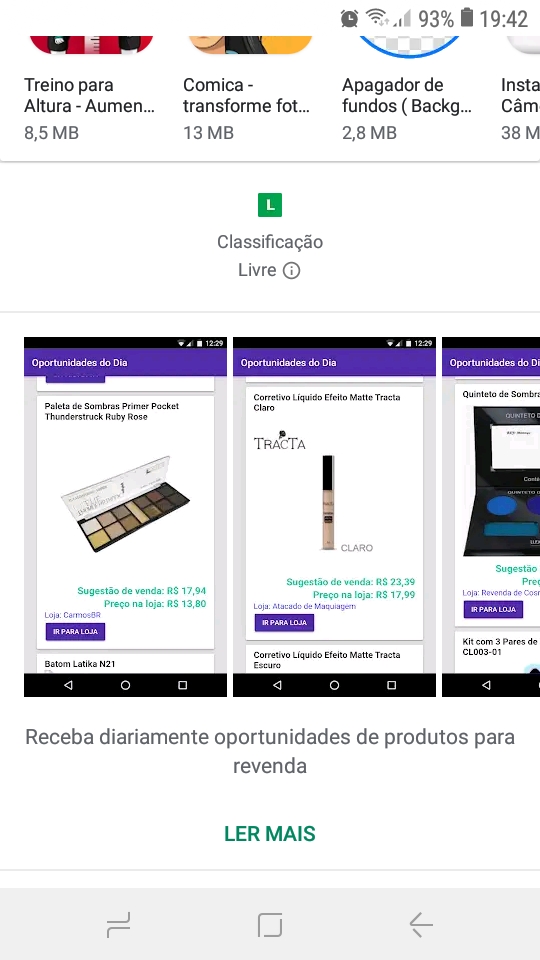 93% 19:42
Treino para
Altura - Aumen...
8,5 MB
Comica -
transforme fot...
13 MB
Apagador de
fundos ( Backg...
2,8 MB
Insta
Câm
38 M
L
Classificação
Livre
12:29
Oportunidades do Dia
Paleta de Sombras Primer Pocket
Thunderstruck Ruby Rose
Sugestão de venda: R$ 17,94
Preço na loja: R$ 13,80
Loja: CarmosBR
IR PARA LOJA
Batom Latika N21
12:29
Oportunidades do Dia
Corretivo Líquido Efeito Matte Tracta
Claro
TRACTA
CLARO
Sugestão de venda: R$ 23,39
Preço na loja: R$ 17,99
Loja: Atacado de Maquiagem
IR PARA LOJA
Corretivo Líquido Efeito Matte Tracta
Escuro
Oportunidades do Di
Quinteto de Sombra
QUINTETO D
Sugestão
Preç
Loja: Revenda de Cosr
IR PARA LOJA
Kit com 3 Pares de
CL003-01
Receba diariamente oportunidades de produtos para
revenda
LER MAIS